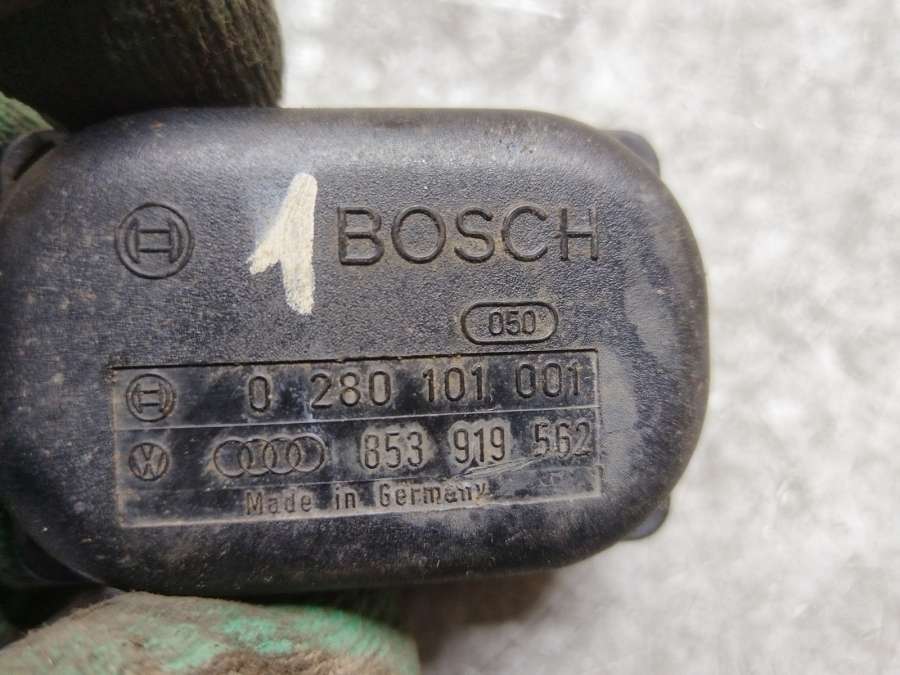 1 BOSCH
050
0 280 101 001
853 919 562
Made in Germany